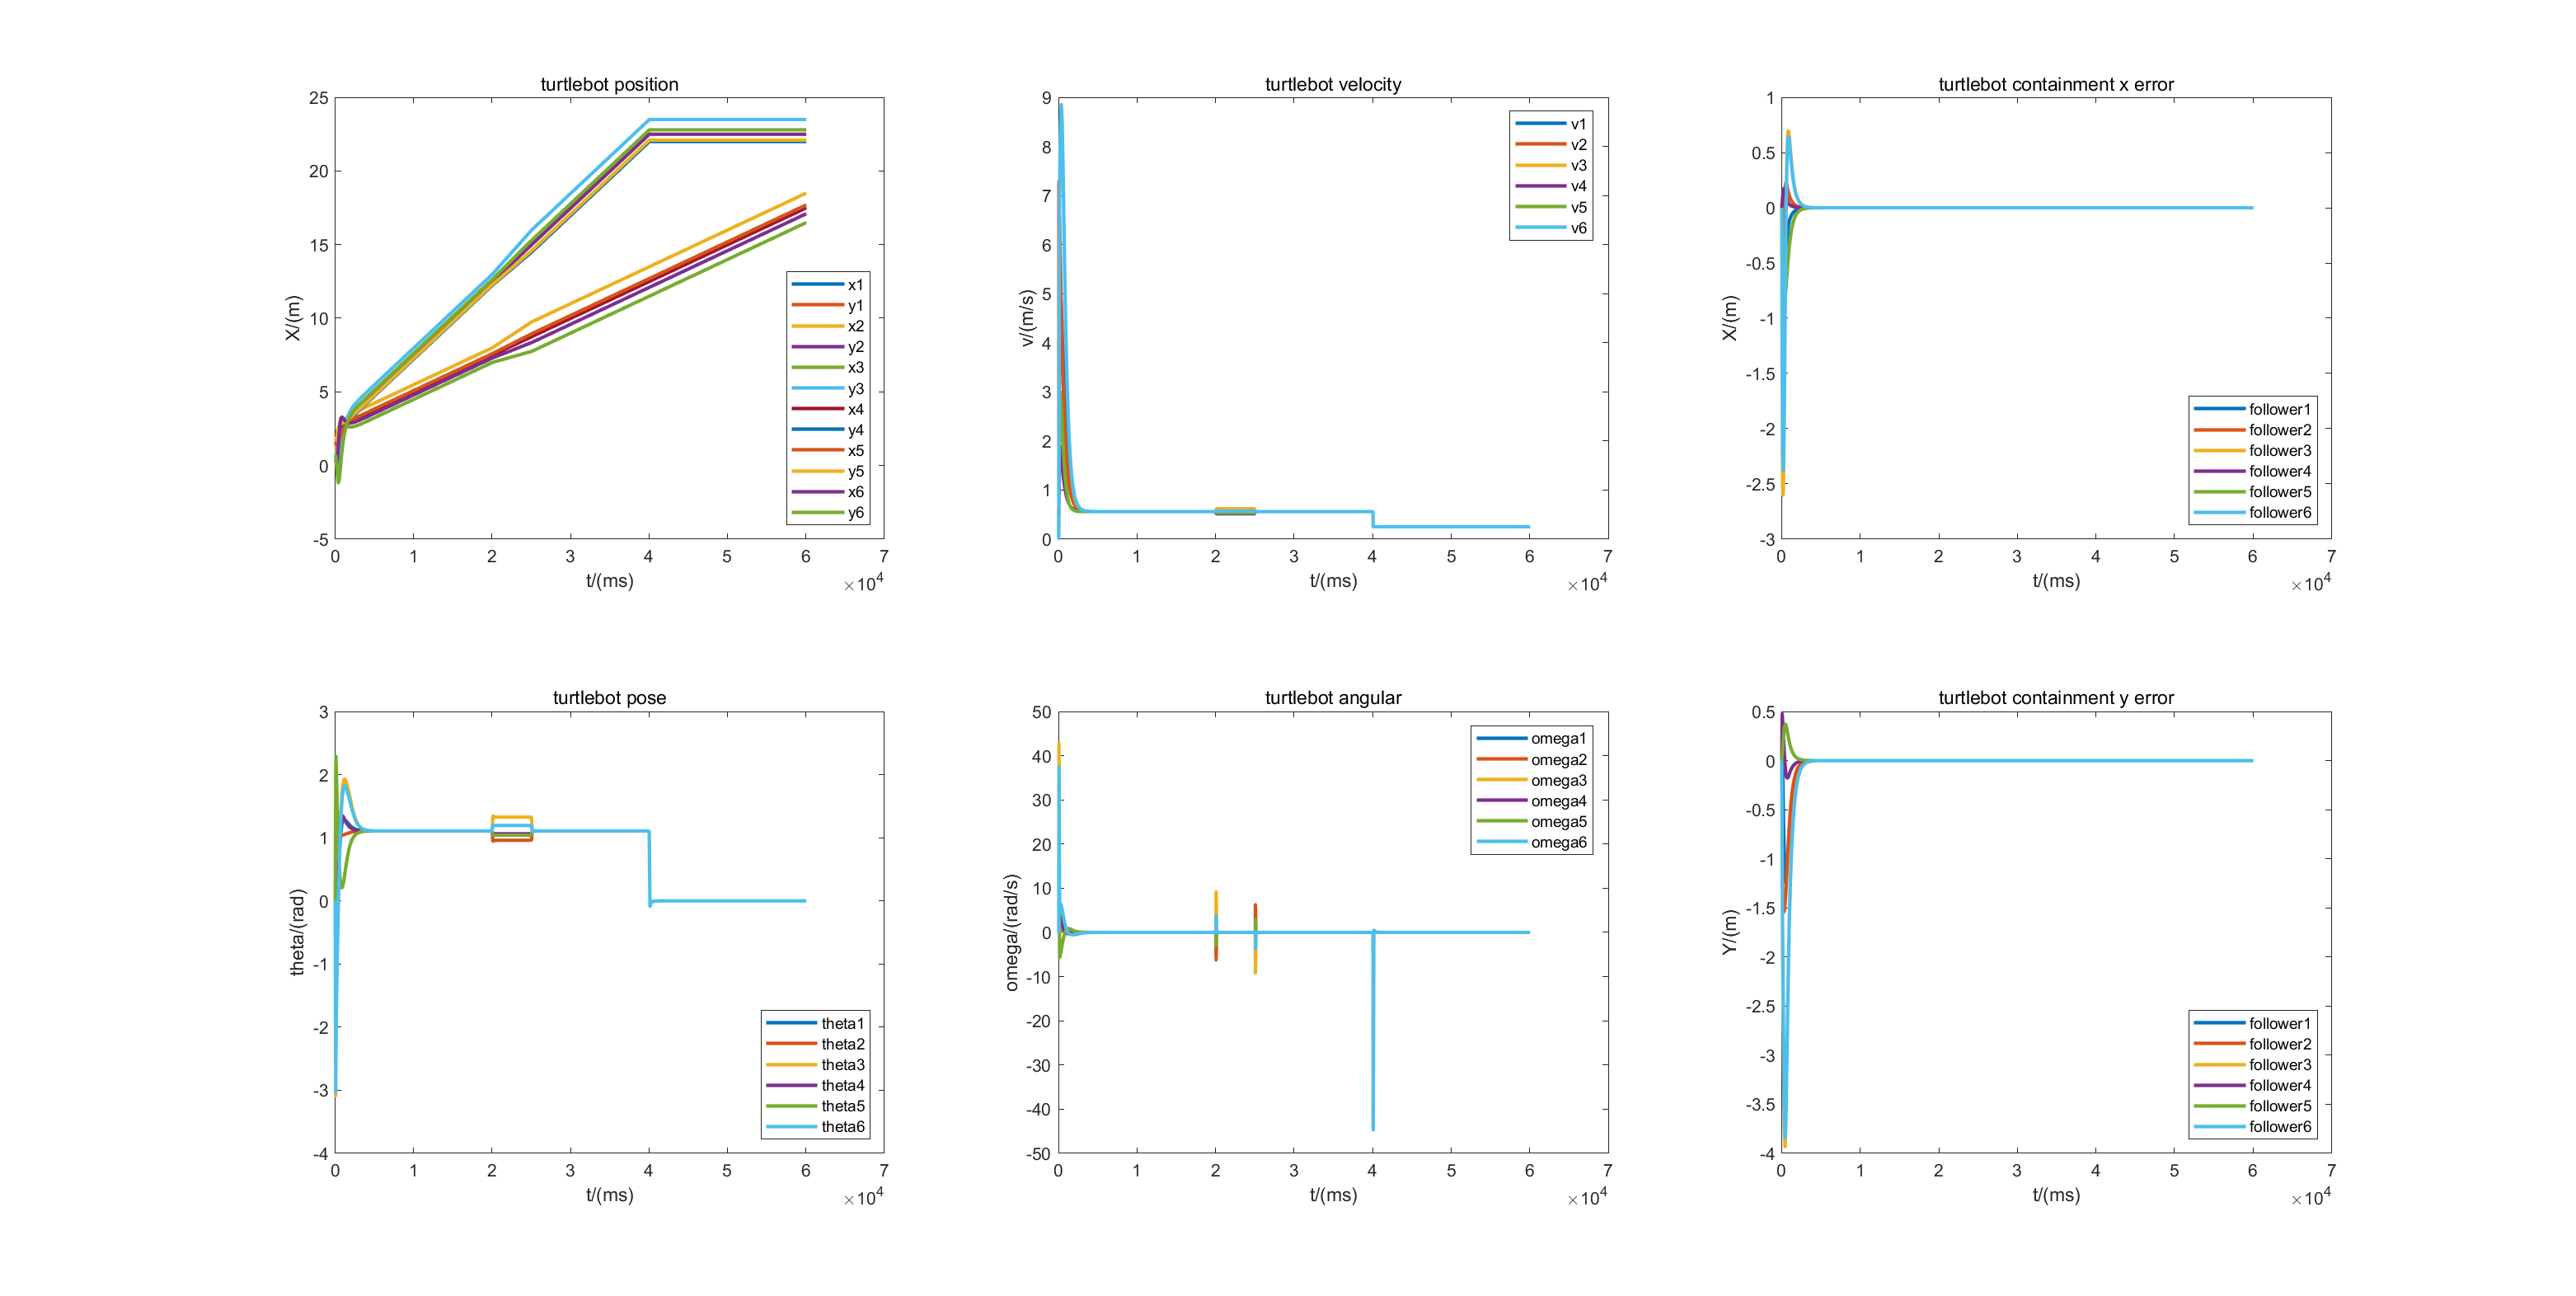 turtlebot position
25
20
15
10
5
0
-5
X/(m)
0 1 2 3 4 5 6 7
t/(ms)
×10^4
x1
y1
x2
y2
x3
y3
x4
y4
x5
y5
x6
y6
turtlebot velocity
9
8
7
6
5
4
3
2
1
0
v/(m/s)
0 1 2 3 4 5 6 7
t/(ms)
×10^4
v1
v2
v3
v4
v5
v6
turtlebot containment x error
1
0.5
0
-0.5
-1
-1.5
-2
-2.5
-3
X/(m)
0 1 2 3 4 5 6 7
t/(ms)
×10^4
follower1
follower2
follower3
follower4
follower5
follower6
turtlebot pose
3
2
1
0
-1
-2
-3
-4
theta/(rad)
0 1 2 3 4 5 6 7
t/(ms)
×10^4
theta1
theta2
theta3
theta4
theta5
theta6
turtlebot angular
50
40
30
20
10
0
-10
-20
-30
-40
-50
omega/(rad/s)
0 1 2 3 4 5 6 7
t/(ms)
×10^4
omega1
omega2
omega3
omega4
omega5
omega6
turtlebot containment y error
0.5
0
-0.5
-1
-1.5
-2
-2.5
-3
-3.5
-4
Y/(m)
0 1 2 3 4 5 6 7
t/(ms)
×10^4
follower1
follower2
follower3
follower4
follower5
follower6